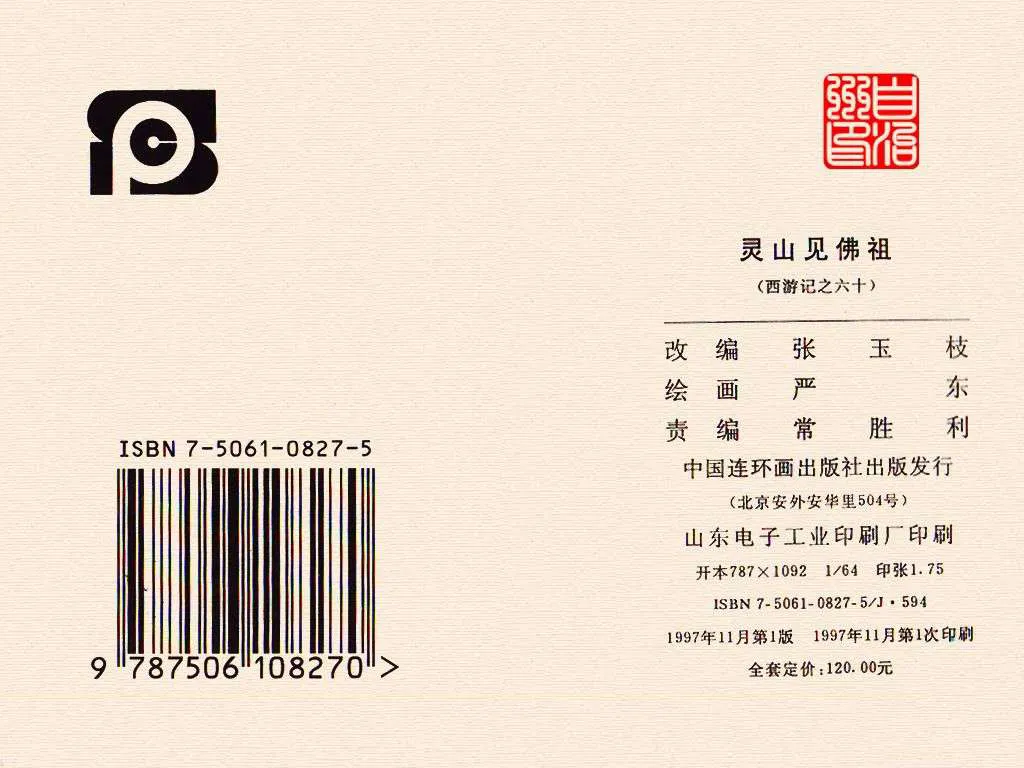 灵山见佛祖
（西游记之六十）
改编 张玉枝
绘画 严东
责编 常胜利
中国连环画出版社出版发行
（北京安外安华里504号）
山东电子工业印刷厂印刷
开本787×1092 1/64 印张1.75
ISBN 7-5061-0827-5/J·594
1997年11月第1版 1997年11月第1次印刷
全套定价:120.00元
ISBN 7-5061-0827-5
9 787506 108270 >